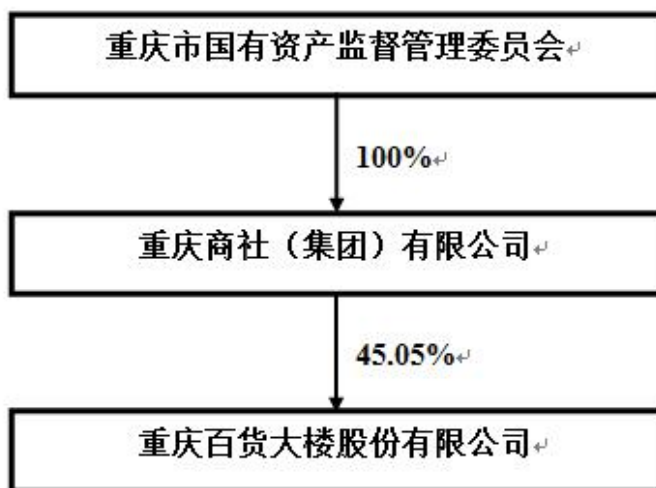 重庆市国有资产监督管理委员会
100%
重庆商社（集团）有限公司
45.05%
重庆百货大楼股份有限公司